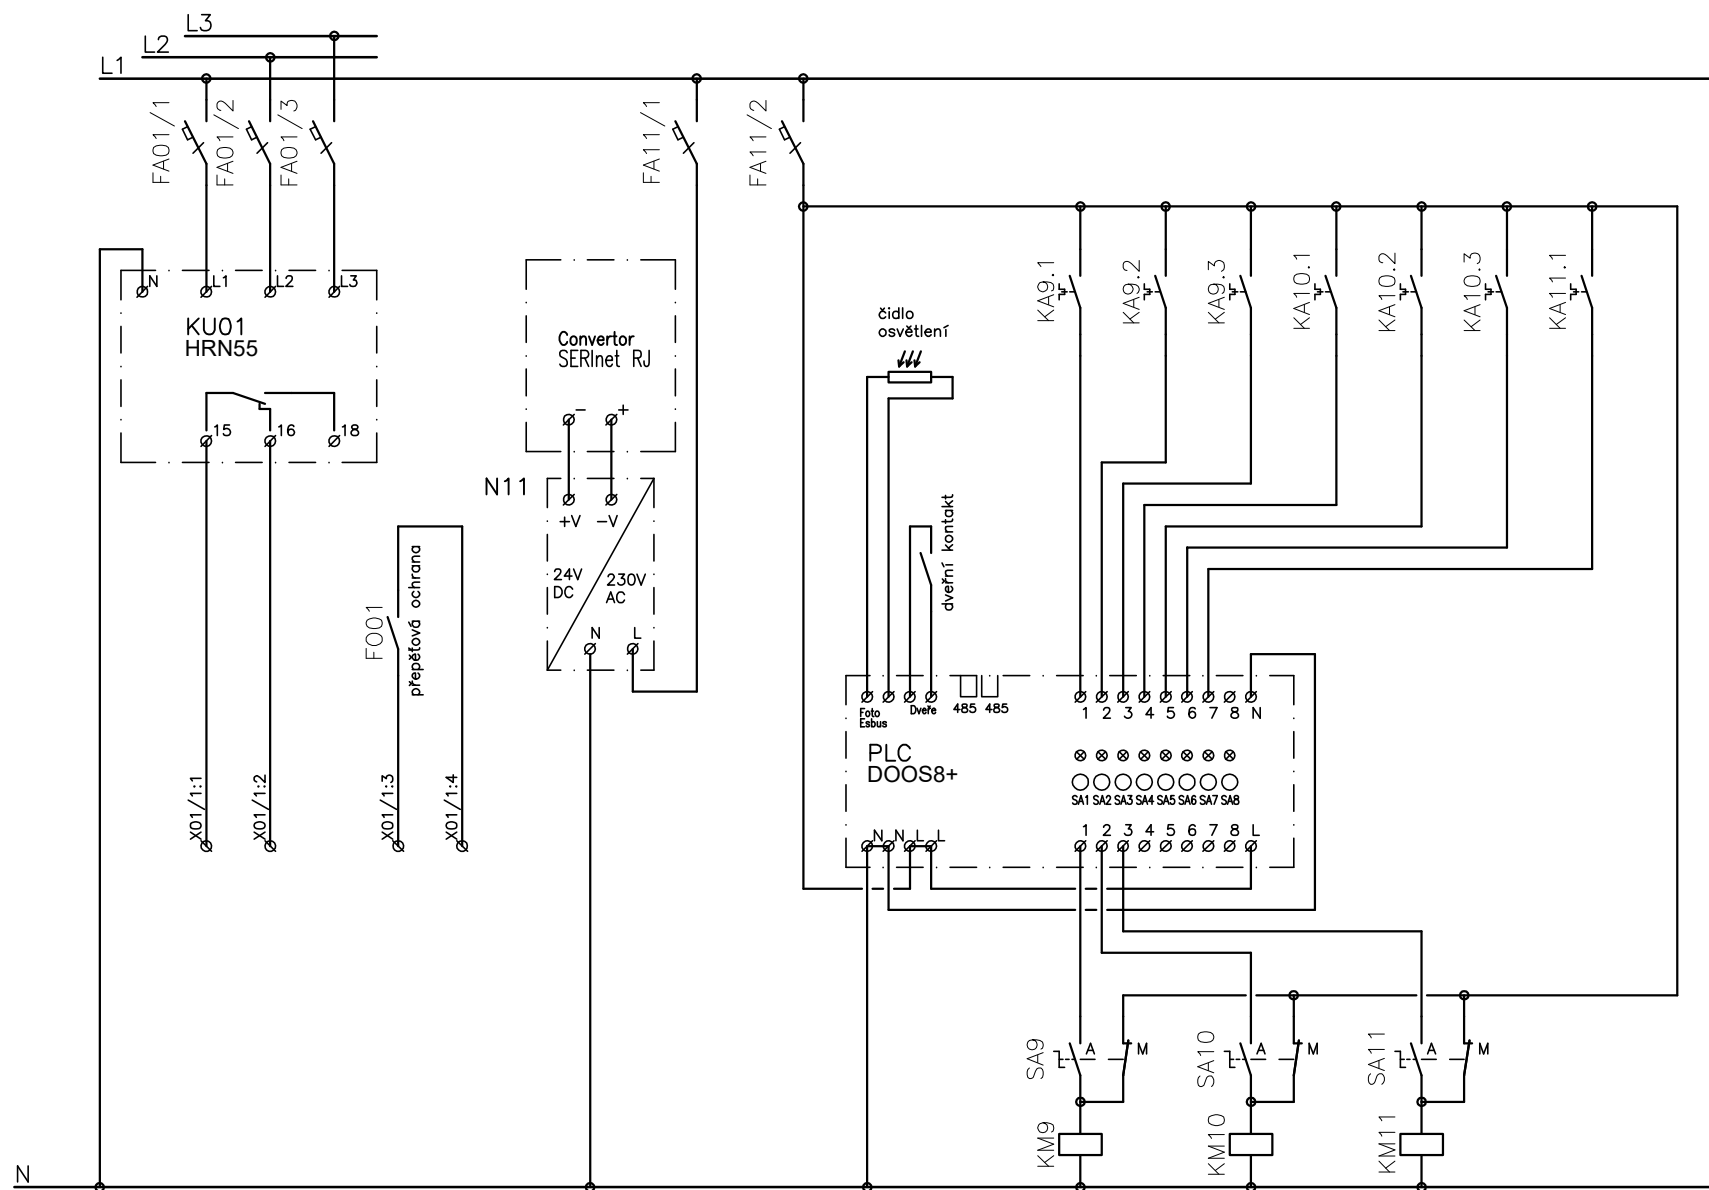 L3
L2
L1
FA01/1
FA01/2
FA01/3
FA11/1
FA11/2
N
L1
L2
L3
KU01
HRN55
15
16
18
Convertor
SERInet RJ
-
+
N11
+V
-V
24V
DC
230V
AC
N
L
čidlo
osvětlení
dveřní kontakt
KA9.1
KA9.2
KA9.3
KA10.1
KA10.2
KA10.3
KA11.1
FO01
přepěťová ochrana
X01/1:1
X01/1:2
X01/1:3
X01/1:4
Foto
Esbus
Dveře
485 485
1 2 3 4 5 6 7 8 N
PLC
DOOS8+
SA1 SA2 SA3 SA4 SA5 SA6 SA7 SA8
N N L L
1 2 3 4 5 6 7 8 L
SA9
A
M
SA10
A
M
SA11
A
M
KM9
KM10
KM11
N